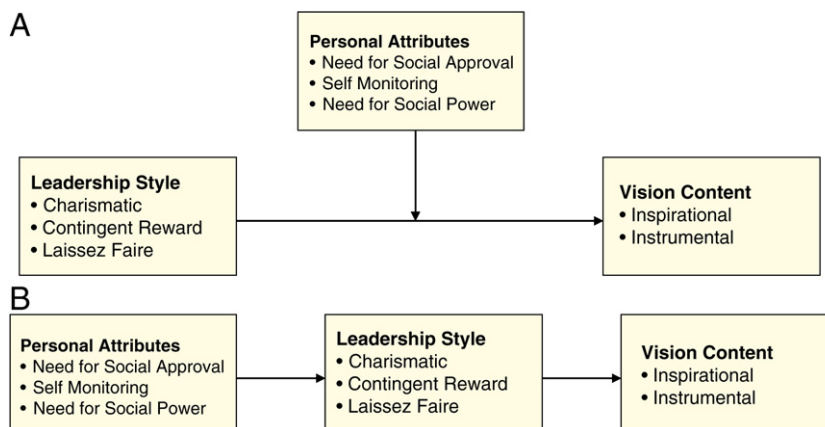 A
Personal Attributes
• Need for Social Approval
• Self Monitoring
• Need for Social Power
Leadership Style
• Charismatic
• Contingent Reward
• Laissez Faire
Vision Content
• Inspirational
• Instrumental
B
Personal Attributes
• Need for Social Approval
• Self Monitoring
• Need for Social Power
Leadership Style
• Charismatic
• Contingent Reward
• Laissez Faire
Vision Content
• Inspirational
• Instrumental